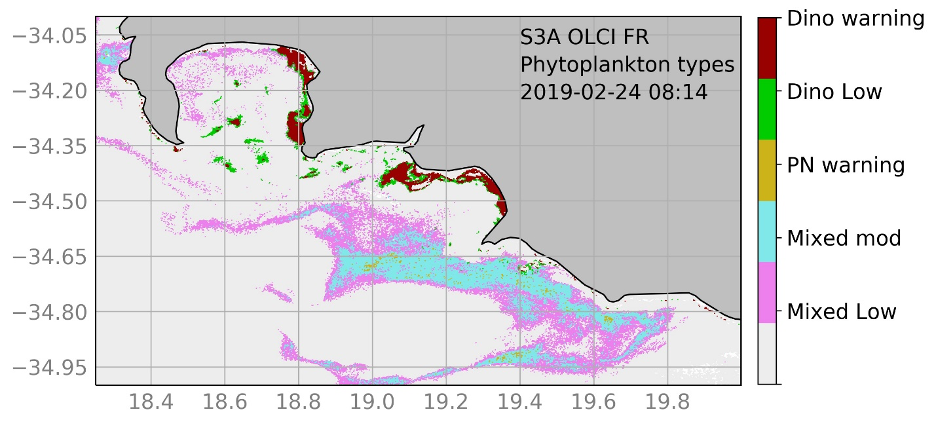 S3A OLCI FR
Phytoplankton types
2019-02-24 08:14
−34.05
−34.20
−34.35
−34.50
−34.65
−34.80
−34.95
18.4 18.6 18.8 19.0 19.2 19.4 19.6 19.8
Dino warning
Dino Low
PN warning
Mixed mod
Mixed Low